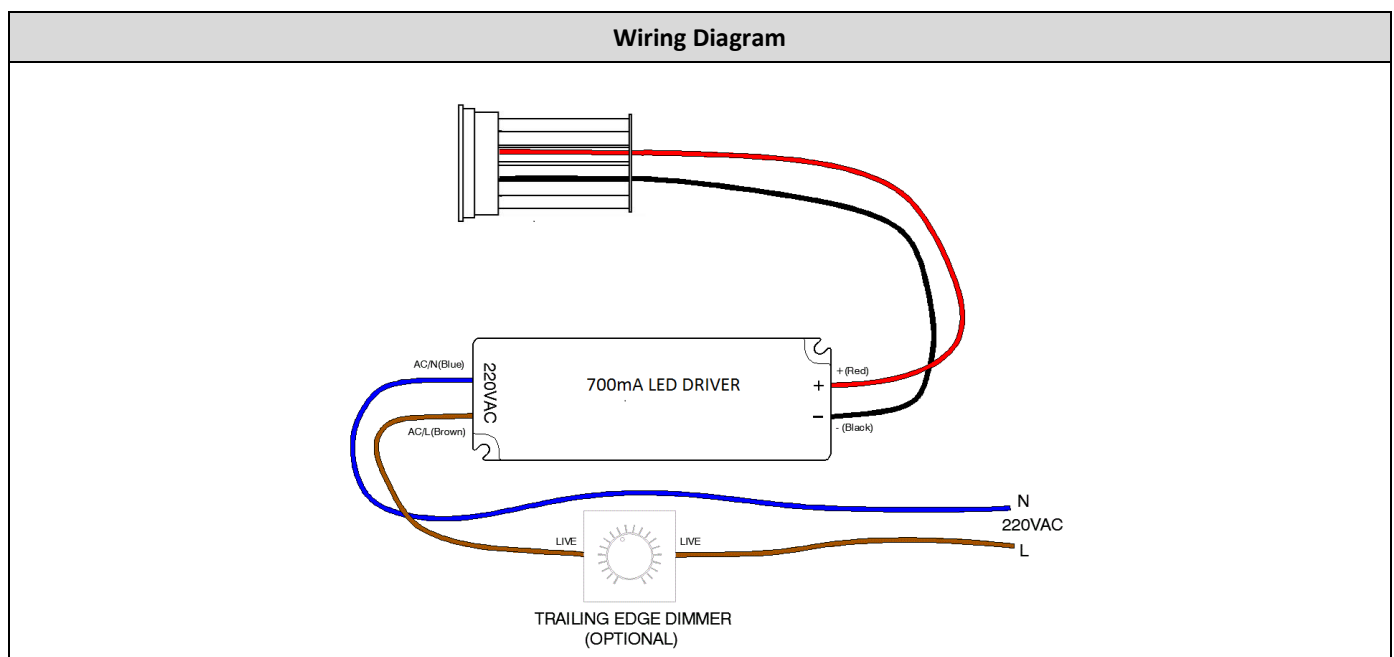 Wiring Diagram
AC/N(Blue)
220VAC
700mA LED DRIVER
+
+(Red)
AC/L(Brown)
−
- (Black)
N
220VAC
L
LIVE
LIVE
TRAILING EDGE DIMMER
(OPTIONAL)